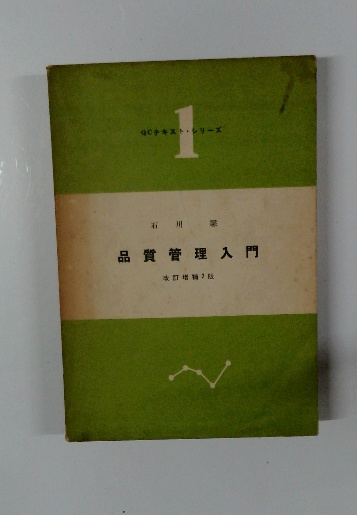 1
QCテキスト・シリーズ
石川馨
品質管理入門
改訂増補2版